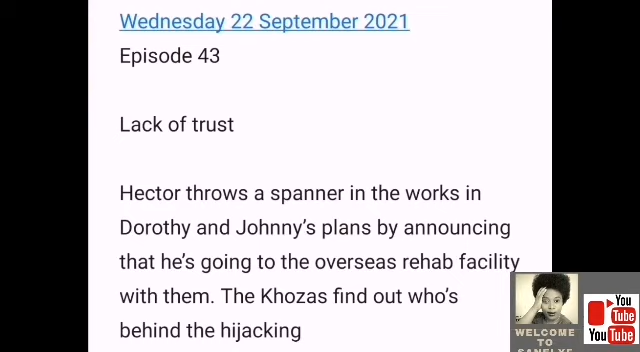 Wednesday 22 September 2021
Episode 43
Lack of trust
Hector throws a spanner in the works in
Dorothy and Johnny’s plans by announcing
that he’s going to the overseas rehab facility
with them. The Khozas find out who’s
behind the hijacking
You
Tube
You Tube
WELCOME
TO